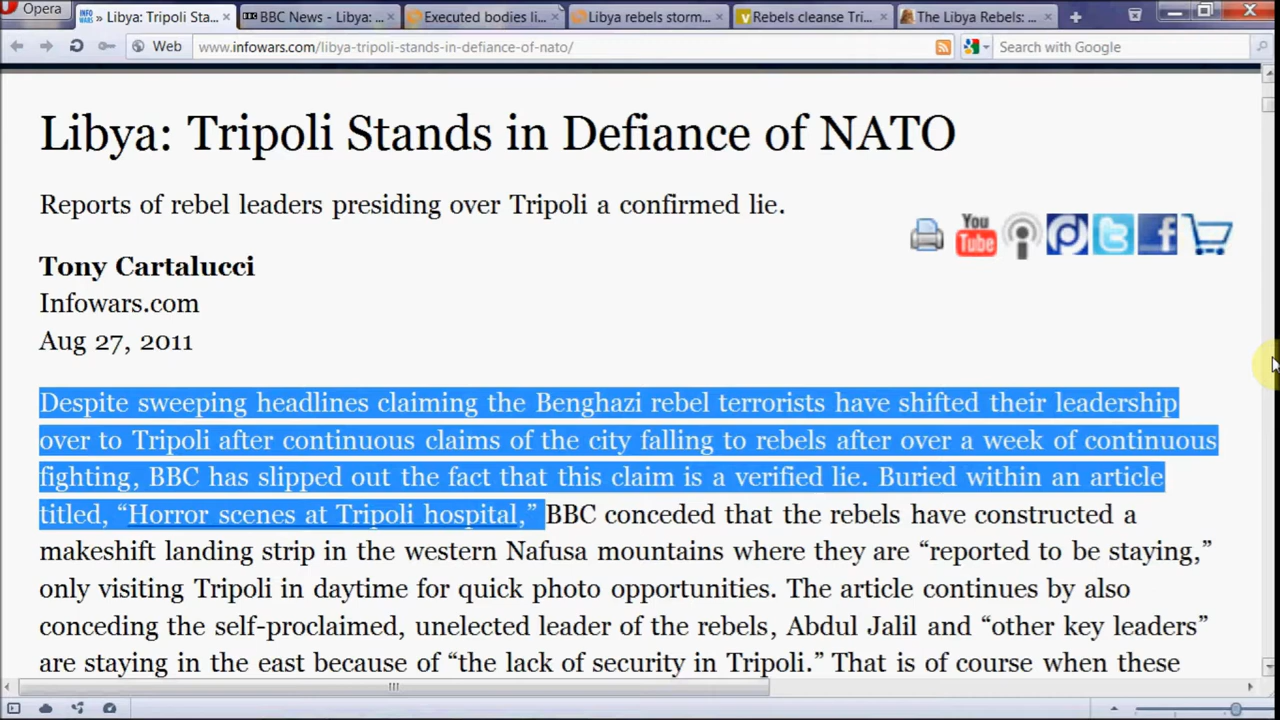 Opera
» Libya: Tripoli Sta...
BBC News - Libya: ...
Executed bodies li...
Libya rebels storm...
Rebels cleanse Tri...
The Libya Rebels: ...
Web
www.infowars.com/libya-tripoli-stands-in-defiance-of-nato/
Search with Google
Libya: Tripoli Stands in Defiance of NATO
Reports of rebel leaders presiding over Tripoli a confirmed lie.
You
Tube
Tony Cartalucci
Infowars.com
Aug 27, 2011
Despite sweeping headlines claiming the Benghazi rebel terrorists have shifted their leadership
over to Tripoli after continuous claims of the city falling to rebels after over a week of continuous
fighting, BBC has slipped out the fact that this claim is a verified lie. Buried within an article
titled, “Horror scenes at Tripoli hospital,” BBC conceded that the rebels have constructed a
makeshift landing strip in the western Nafusa mountains where they are “reported to be staying,”
only visiting Tripoli in daytime for quick photo opportunities. The article continues by also
conceding the self-proclaimed, unelected leader of the rebels, Abdul Jalil and “other key leaders”
are staying in the east because of “the lack of security in Tripoli.” That is of course when these